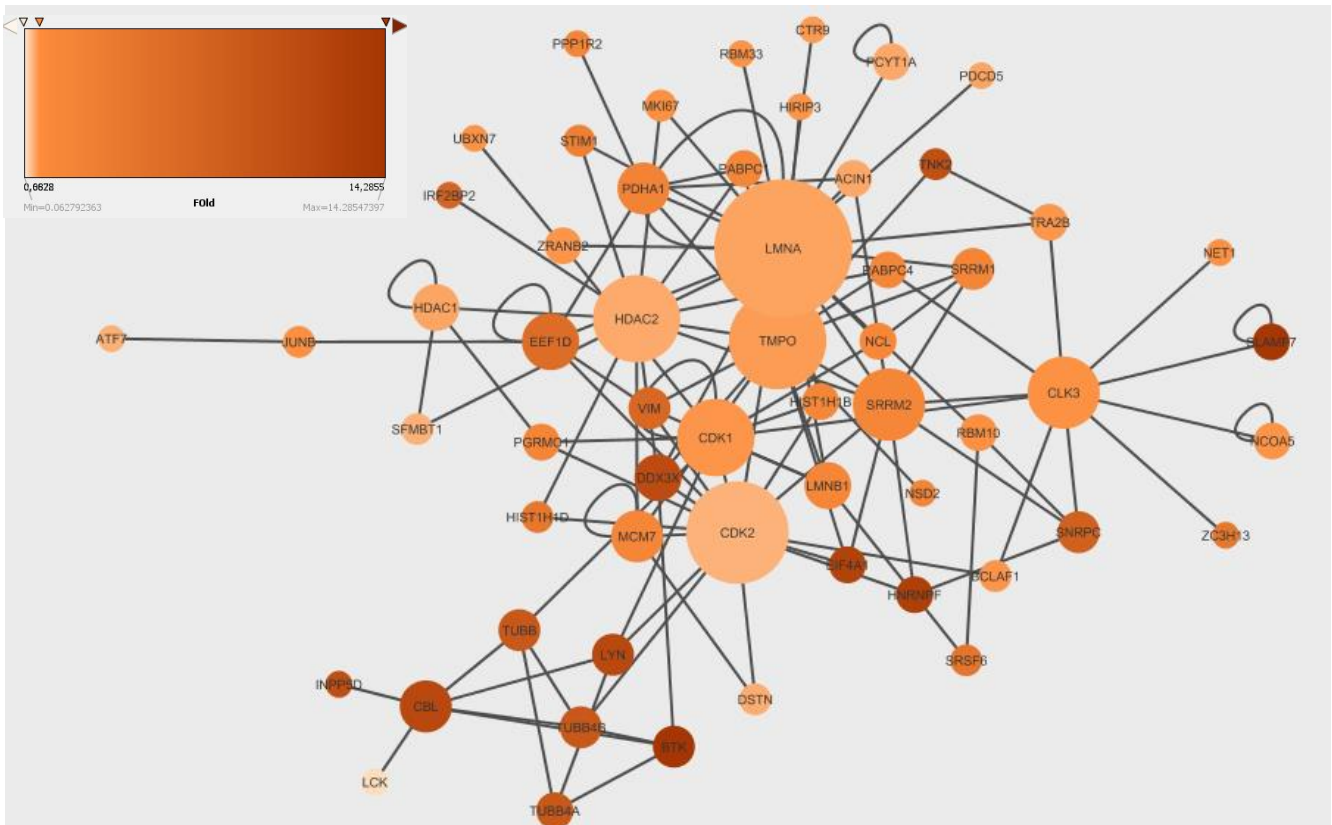 0,6628 14,2855
Min=0.062792363 FOld Max=14.28547397
CTR9
PPP1R2
RBM33
PCYT1A
PDCD5
MKI67
HIRIP3
UBXN7
STIM1
PABPC1
TNK2
ACIN1
PDHA1
IRF2BP2
TRA2B
ZRANB2
LMNA
NET1
PABPC4
SRRM1
HDAC1
HDAC2
ATF7
JUNB
EEF1D
TMPO
NCL
SLAMF7
CLK3
VIM
HIST1H1B
SRRM2
SFMBT1
PGRMC1
CDK1
RBM10
NCOA5
DDX3X
LMNB1
NSD2
HIST1H1D
MCM7
CDK2
SNRPC
ZC3H13
EIF4A1
BCLAF1
HNRNPF
TUBB
LYN
SRSF6
INPP5D
CBL
DSTN
TUBB4B
BTK
LCK
TUBB4A